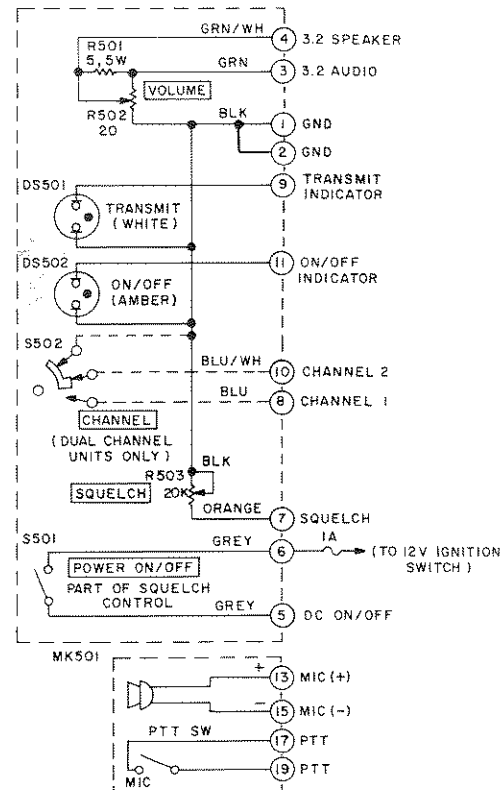 GRN/WH
4 3.2 SPEAKER
R501
5,5W
GRN
3 3.2 AUDIO
VOLUME
R502
20
BLK
1 GND
2 GND
DS501
TRANSMIT
(WHITE)
9 TRANSMIT
INDICATOR
DS502
ON/OFF
(AMBER)
11 ON/OFF
INDICATOR
S502
BLU/WH
10 CHANNEL 2
BLU
8 CHANNEL 1
CHANNEL
(DUAL CHANNEL
UNITS ONLY)
BLK
R503
20K
SQUELCH
ORANGE
7 SQUELCH
S501
GREY
6
1A
(TO 12V IGNITION
SWITCH)
POWER ON/OFF
PART OF SQUELCH
CONTROL
GREY
5 DC ON/OFF
MK501
+
13 MIC(+)
−
15 MIC(-)
PTT SW
17 PTT
19 PTT
MIC